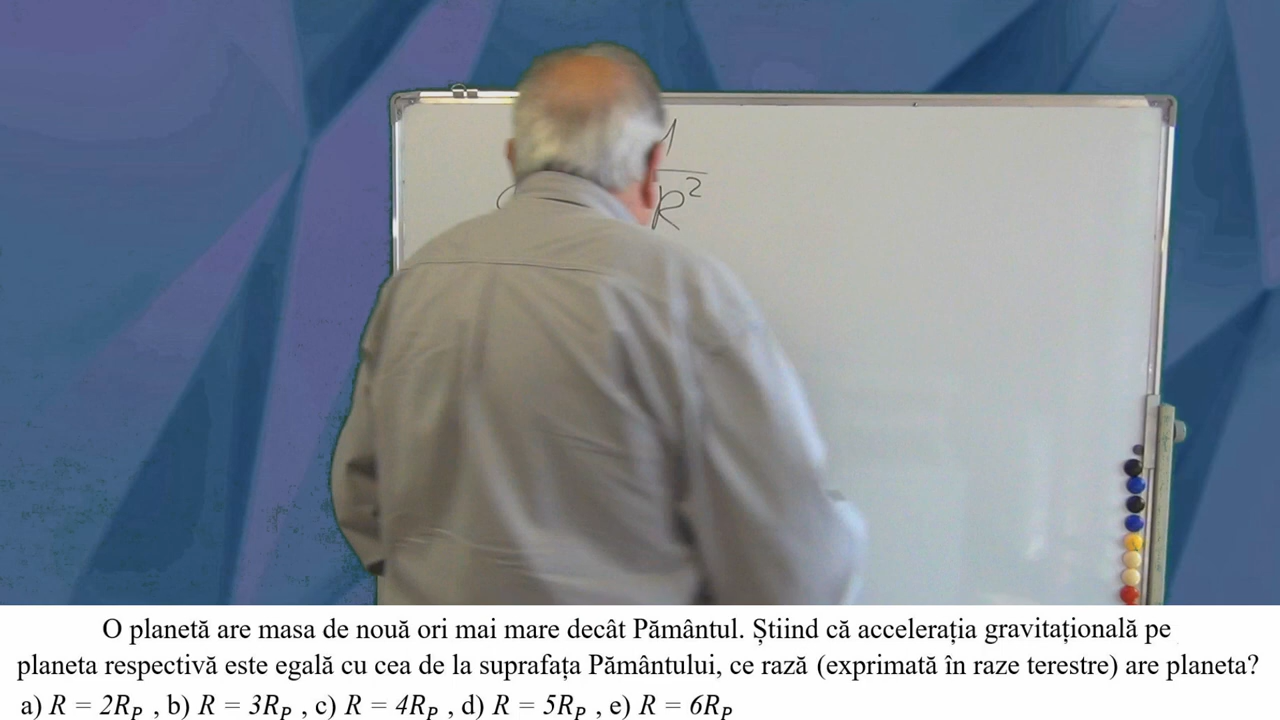 R²
O planetă are masa de nouă ori mai mare decât Pământul. Știind că accelerația gravitațională pe
planeta respectivă este egală cu cea de la suprafața Pământului, ce rază (exprimată în raze terestre) are planeta?
a) R = 2R_P , b) R = 3R_P , c) R = 4R_P , d) R = 5R_P , e) R = 6R_P